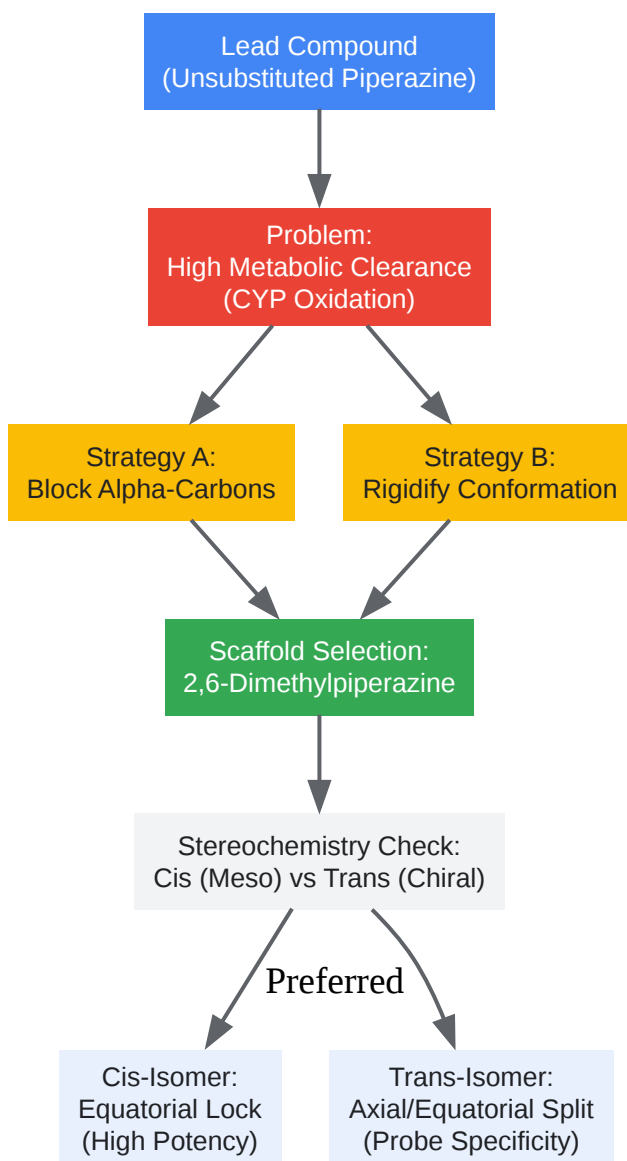 Lead Compound
(Unsubstituted Piperazine)
Problem:
High Metabolic Clearance
(CYP Oxidation)
Strategy A:
Block Alpha-Carbons
Strategy B:
Rigidify Conformation
Scaffold Selection:
2,6-Dimethylpiperazine
Stereochemistry Check:
Cis (Meso) vs Trans (Chiral)
Preferred
Cis-Isomer:
Equatorial Lock
(High Potency)
Trans-Isomer:
Axial/Equatorial Split
(Probe Specificity)